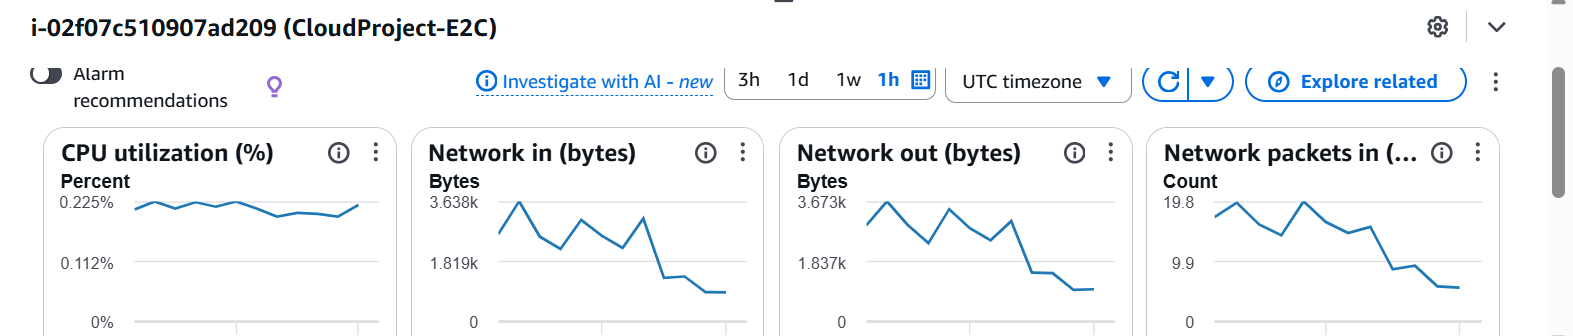 i-02f07c510907ad209 (CloudProject-E2C)
Alarm
recommendations
Investigate with AI - new
3h 1d 1w 1h
UTC timezone
Explore related
CPU utilization (%)
Percent
0.225%
0.112%
0%
Network in (bytes)
Bytes
3.638k
1.819k
0
Network out (bytes)
Bytes
3.673k
1.837k
0
Network packets in (...
Count
19.8
9.9
0